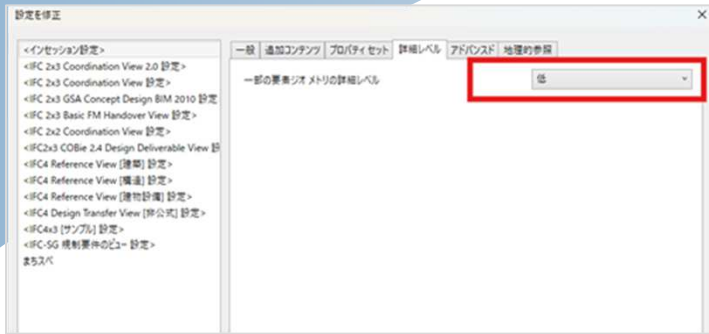 設定を修正
<インセッション設定>
<IFC 2x3 Coordination View 2.0 設定>
<IFC 2x3 Coordination View 設定>
<IFC 2x3 GSA Concept Design BIM 2010 設定
<IFC 2x3 Basic FM Handover View 設定>
<IFC 2x2 Coordination View 設定>
<IFC2x3 COBie 2.4 Design Deliverable View 設
<IFC4 Reference View [建築] 設定>
<IFC4 Reference View [構造] 設定>
<IFC4 Reference View [建物設備] 設定>
<IFC4 Design Transfer View [非公式] 設定>
<IFC4x3 [サンプル] 設定>
<IFC-SG 規制要件のビュー 設定>
まちスペ
一般 追加コンテンツ プロパティ セット 詳細レベル アドバンスド 地理的参照
一部の要素ジオメトリの詳細レベル 低